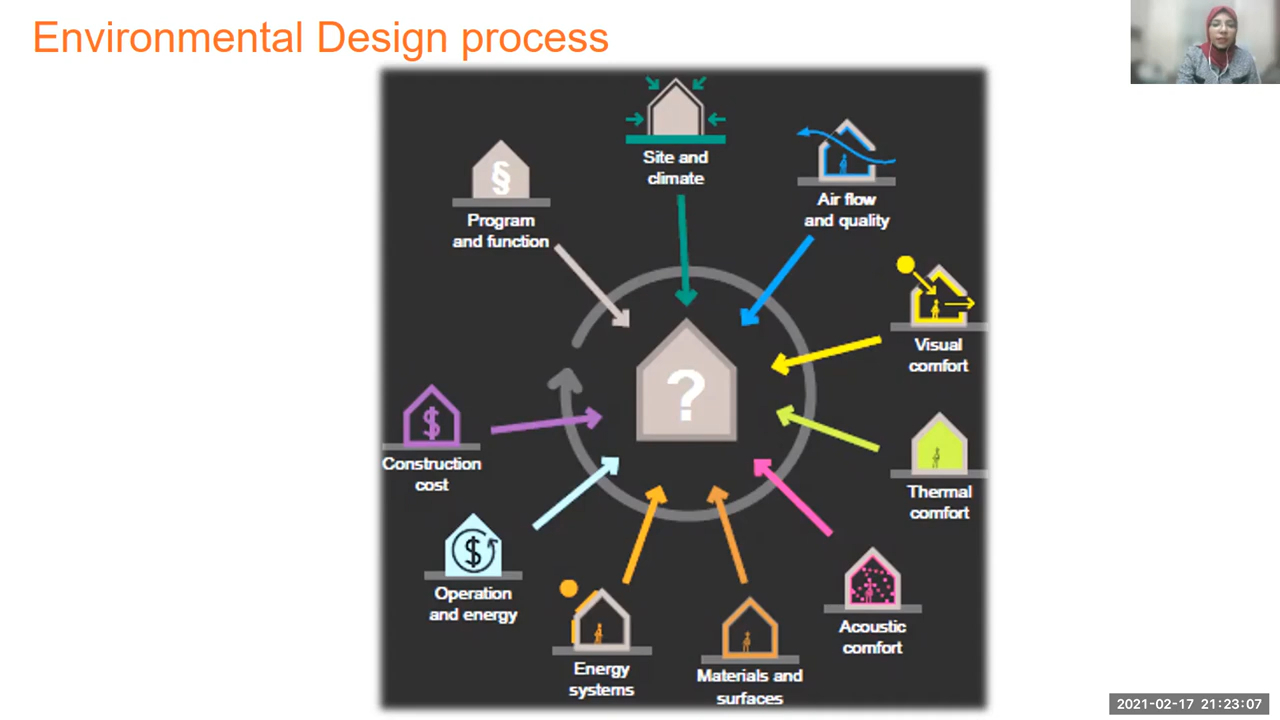 Environmental Design process
Site and
climate
Air flow
and quality
§
Program
and function
Visual
comfort
?
$
Construction
cost
Thermal
comfort
$
Operation
and energy
Acoustic
comfort
Energy
systems
Materials and
surfaces
2021-02-17 21:23:07